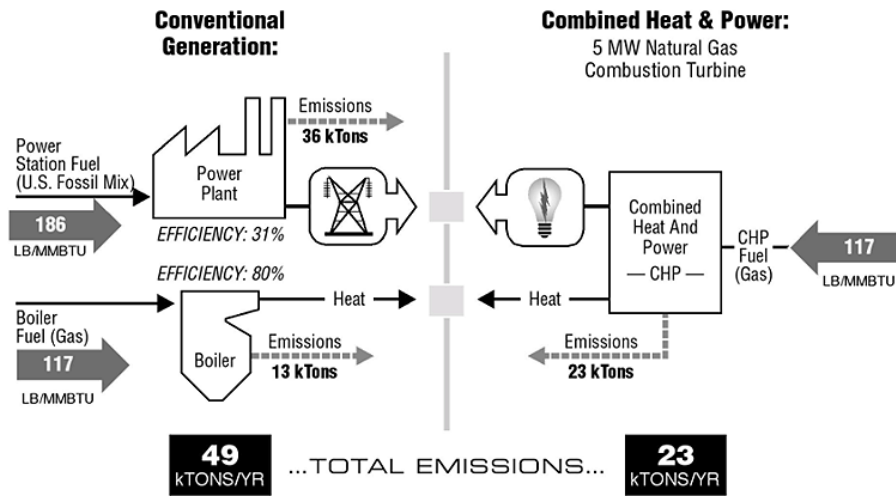 Conventional
Generation:
Combined Heat & Power:
5 MW Natural Gas
Combustion Turbine
Emissions
36 kTons
Power
Station Fuel
(U.S. Fossil Mix)
Power
Plant
186
LB/MMBTU
EFFICIENCY: 31%
Combined
Heat And
Power
— CHP —
CHP
Fuel
(Gas)
117
LB/MMBTU
EFFICIENCY: 80%
Heat
Heat
Boiler
Fuel (Gas)
Boiler
Emissions
13 kTons
Emissions
23 kTons
117
LB/MMBTU
49
kTONS/YR
...TOTAL EMISSIONS...
23
kTONS/YR